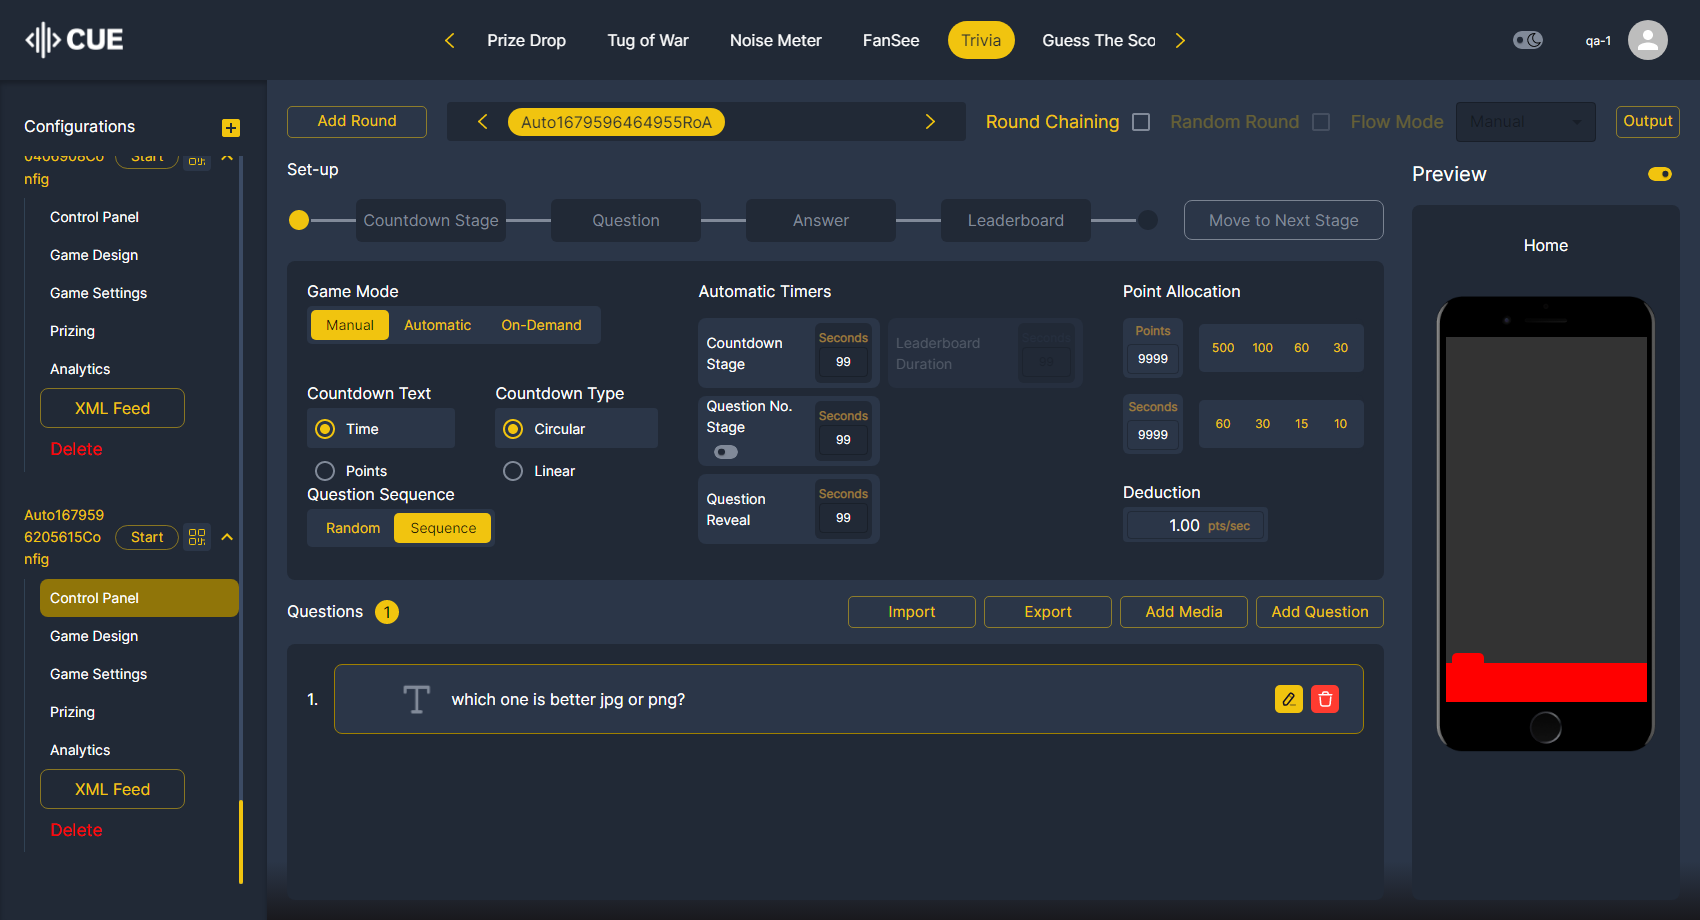 CUE
Prize Drop
Tug of War
Noise Meter
FanSee
Trivia
Guess The Sco
qa-1
Configurations
0406908Co
nfig
Start
Control Panel
Game Design
Game Settings
Prizing
Analytics
XML Feed
Delete
Auto167959
6205615Co
nfig
Start
Control Panel
Game Design
Game Settings
Prizing
Analytics
XML Feed
Delete
Add Round
Auto1679596464955RoA
Round Chaining
Random Round
Flow Mode
Manual
Output
Set-up
Countdown Stage
Question
Answer
Leaderboard
Move to Next Stage
Game Mode
Manual
Automatic
On-Demand
Countdown Text
Time
Points
Countdown Type
Circular
Linear
Question Sequence
Random
Sequence
Automatic Timers
Countdown
Stage
Seconds
99
Leaderboard
Duration
Seconds
99
Question No.
Stage
Seconds
99
Question
Reveal
Seconds
99
Point Allocation
Points
9999
500 100 60 30
Seconds
9999
60 30 15 10
Deduction
1.00 pts/sec
Questions 1
Import
Export
Add Media
Add Question
1.
T
which one is better jpg or png?
Preview
Home